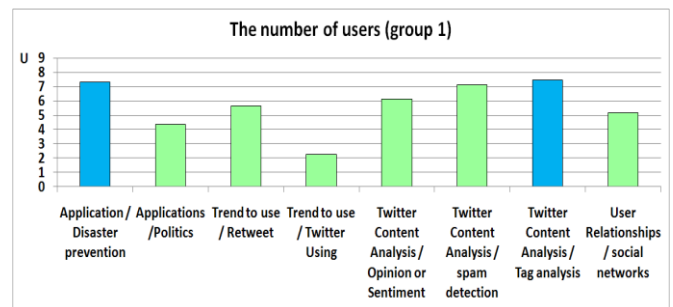 The number of users (group 1)
U
9
8
7
6
5
4
3
2
1
0
Application / Disaster prevention
Applications /Politics
Trend to use / Retweet
Trend to use / Twitter Using
Twitter Content Analysis / Opinion or Sentiment
Twitter Content Analysis / spam detection
Twitter Content Analysis / Tag analysis
User Relationships / social networks